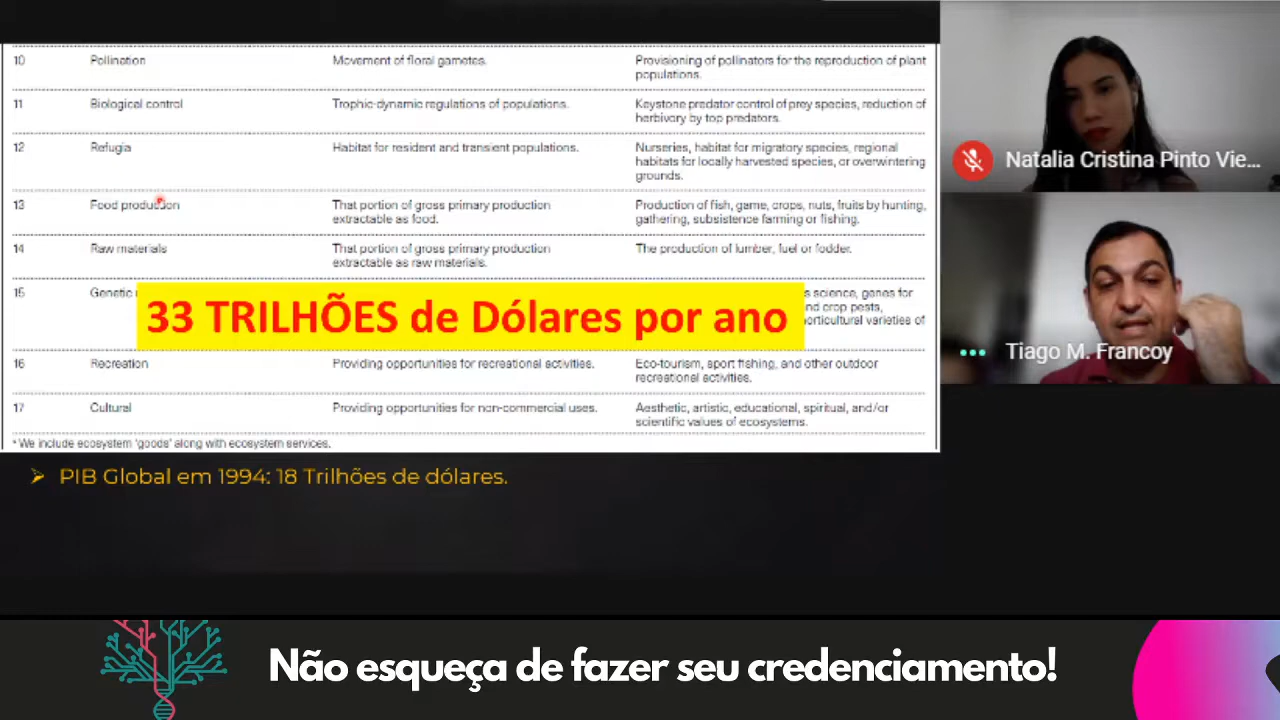 10 Pollination Movement of floral gametes. Provisioning of pollinators for the reproduction of plant
populations.
11 Biological control Trophic-dynamic regulations of populations. Keystone predator control of prey species, reduction of
herbivory by top predators.
12 Refugia Habitat for resident and transient populations. Nurseries, habitat for migratory species, regional
habitats for locally harvested species, or overwintering
grounds.
13 Food production That portion of gross primary production Production of fish, game, crops, nuts, fruits by hunting,
extractable as food. gathering, subsistence farming or fishing.
14 Raw materials That portion of gross primary production The production of lumber, fuel or fodder.
extractable as raw materials.
15 Genetic science, genes for
crop pests,
horticultural varieties of
33 TRILHÕES de Dólares por ano
16 Recreation Providing opportunities for recreational activities. Eco-tourism, sport fishing, and other outdoor
recreational activities.
17 Cultural Providing opportunities for non-commercial uses. Aesthetic, artistic, educational, spiritual, and/or
scientific values of ecosystems.
* We include ecosystem 'goods' along with ecosystem services.
➢ PIB Global em 1994: 18 Trilhões de dólares.
Natalia Cristina Pinto Vie...
Tiago M. Francoy
Não esqueça de fazer seu credenciamento!